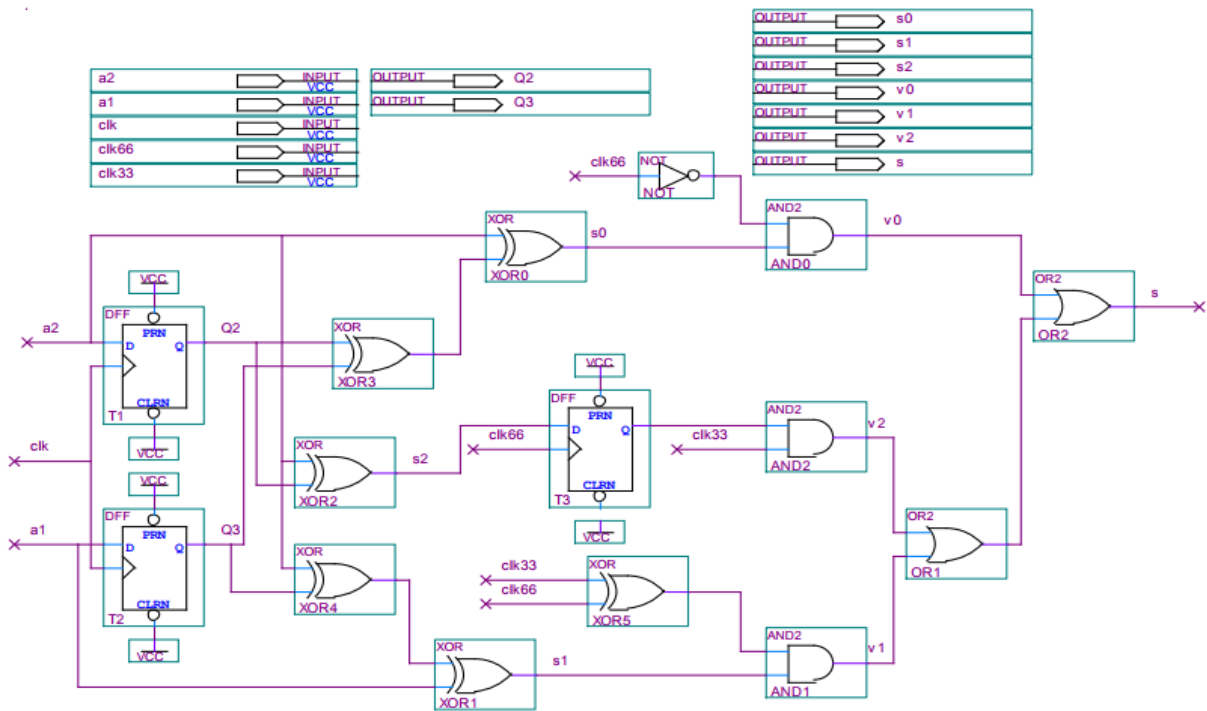 OUTPUT s0
OUTPUT s1
OUTPUT s2
OUTPUT v0
OUTPUT v1
OUTPUT v2
OUTPUT s
a2 INPUT VCC OUTPUT Q2
a1 INPUT VCC OUTPUT Q3
clk INPUT VCC
clk66 INPUT VCC
clk33 INPUT VCC
clk66 NOT NOT
AND2 v0 AND0
XOR s0 XOR0
OR2 s OR2
VCC
a2 DFF PRN D Q CLRN T1 Q2
VCC
XOR XOR3
VCC
clk66 DFF PRN D Q CLRN T3
VCC
clk33 AND2 v2 AND2
clk
XOR s2 XOR2
VCC
a1 DFF PRN D Q CLRN T2 Q3
VCC
XOR XOR4
OR2 OR1
clk33
clk66
XOR XOR5
XOR s1 XOR1
AND2 v1 AND1